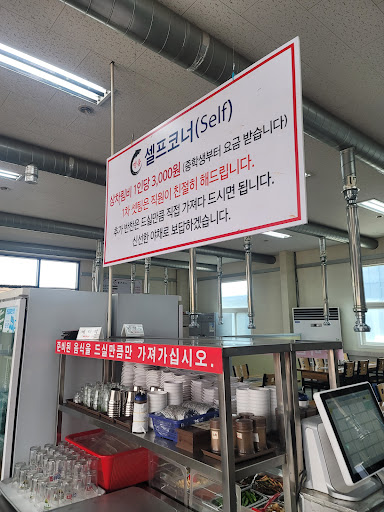 셀프코너(Self)
상차림비 1인당 3,000원 (중학생부터 요금 받습니다)
1차 셋팅은 직원이 친절히 해드립니다.
추가 반찬은 드실만큼 직접 가져다 드시면 됩니다.
신선한 야채로 보답하겠습니다.
음식을 드실만큼만 가져가십시오.